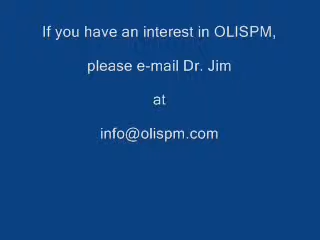 If you have an interest in OLISPM,
please e-mail Dr. Jim
at
info@olispm.com